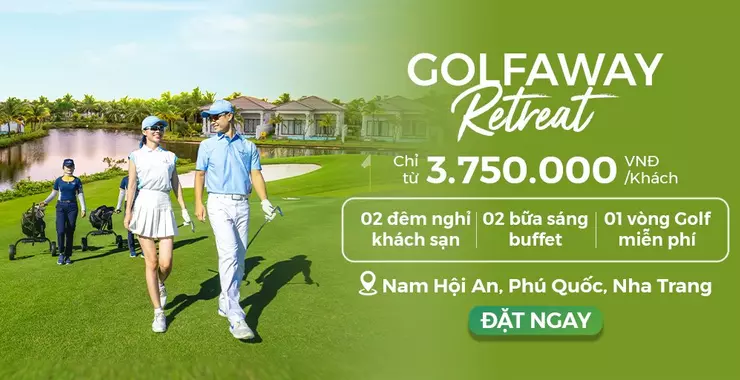 GOLFAWAY
Retreat
Chỉ từ 3.750.000 VNĐ/Khách
02 đêm nghỉ khách sạn
02 bữa sáng buffet
01 vòng Golf miễn phí
Nam Hội An, Phú Quốc, Nha Trang
ĐẶT NGAY